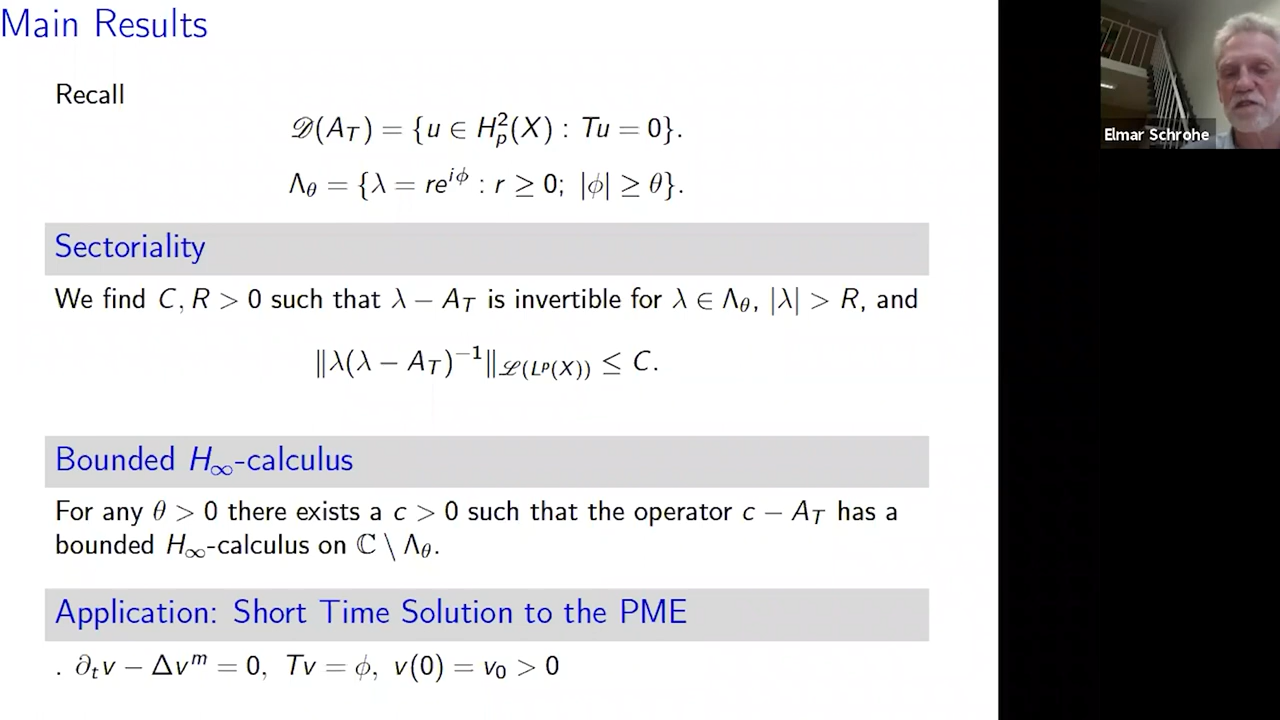 Main Results
Recall
𝒟(A_T) = {u ∈ H_p^2(X) : Tu = 0}.
Λ_θ = {λ = re^{iϕ} : r ≥ 0; |ϕ| ≥ θ}.
Sectoriality
We find C, R > 0 such that λ − A_T is invertible for λ ∈ Λ_θ, |λ| > R, and
‖λ(λ − A_T)^{−1}‖_{ℒ(L^p(X))} ≤ C.
Bounded H_∞-calculus
For any θ > 0 there exists a c > 0 such that the operator c − A_T has a
bounded H_∞-calculus on ℂ \ Λ_θ.
Application: Short Time Solution to the PME
. ∂_t v − Δv^m = 0, Tv = ϕ, v(0) = v_0 > 0
Elmar Schrohe